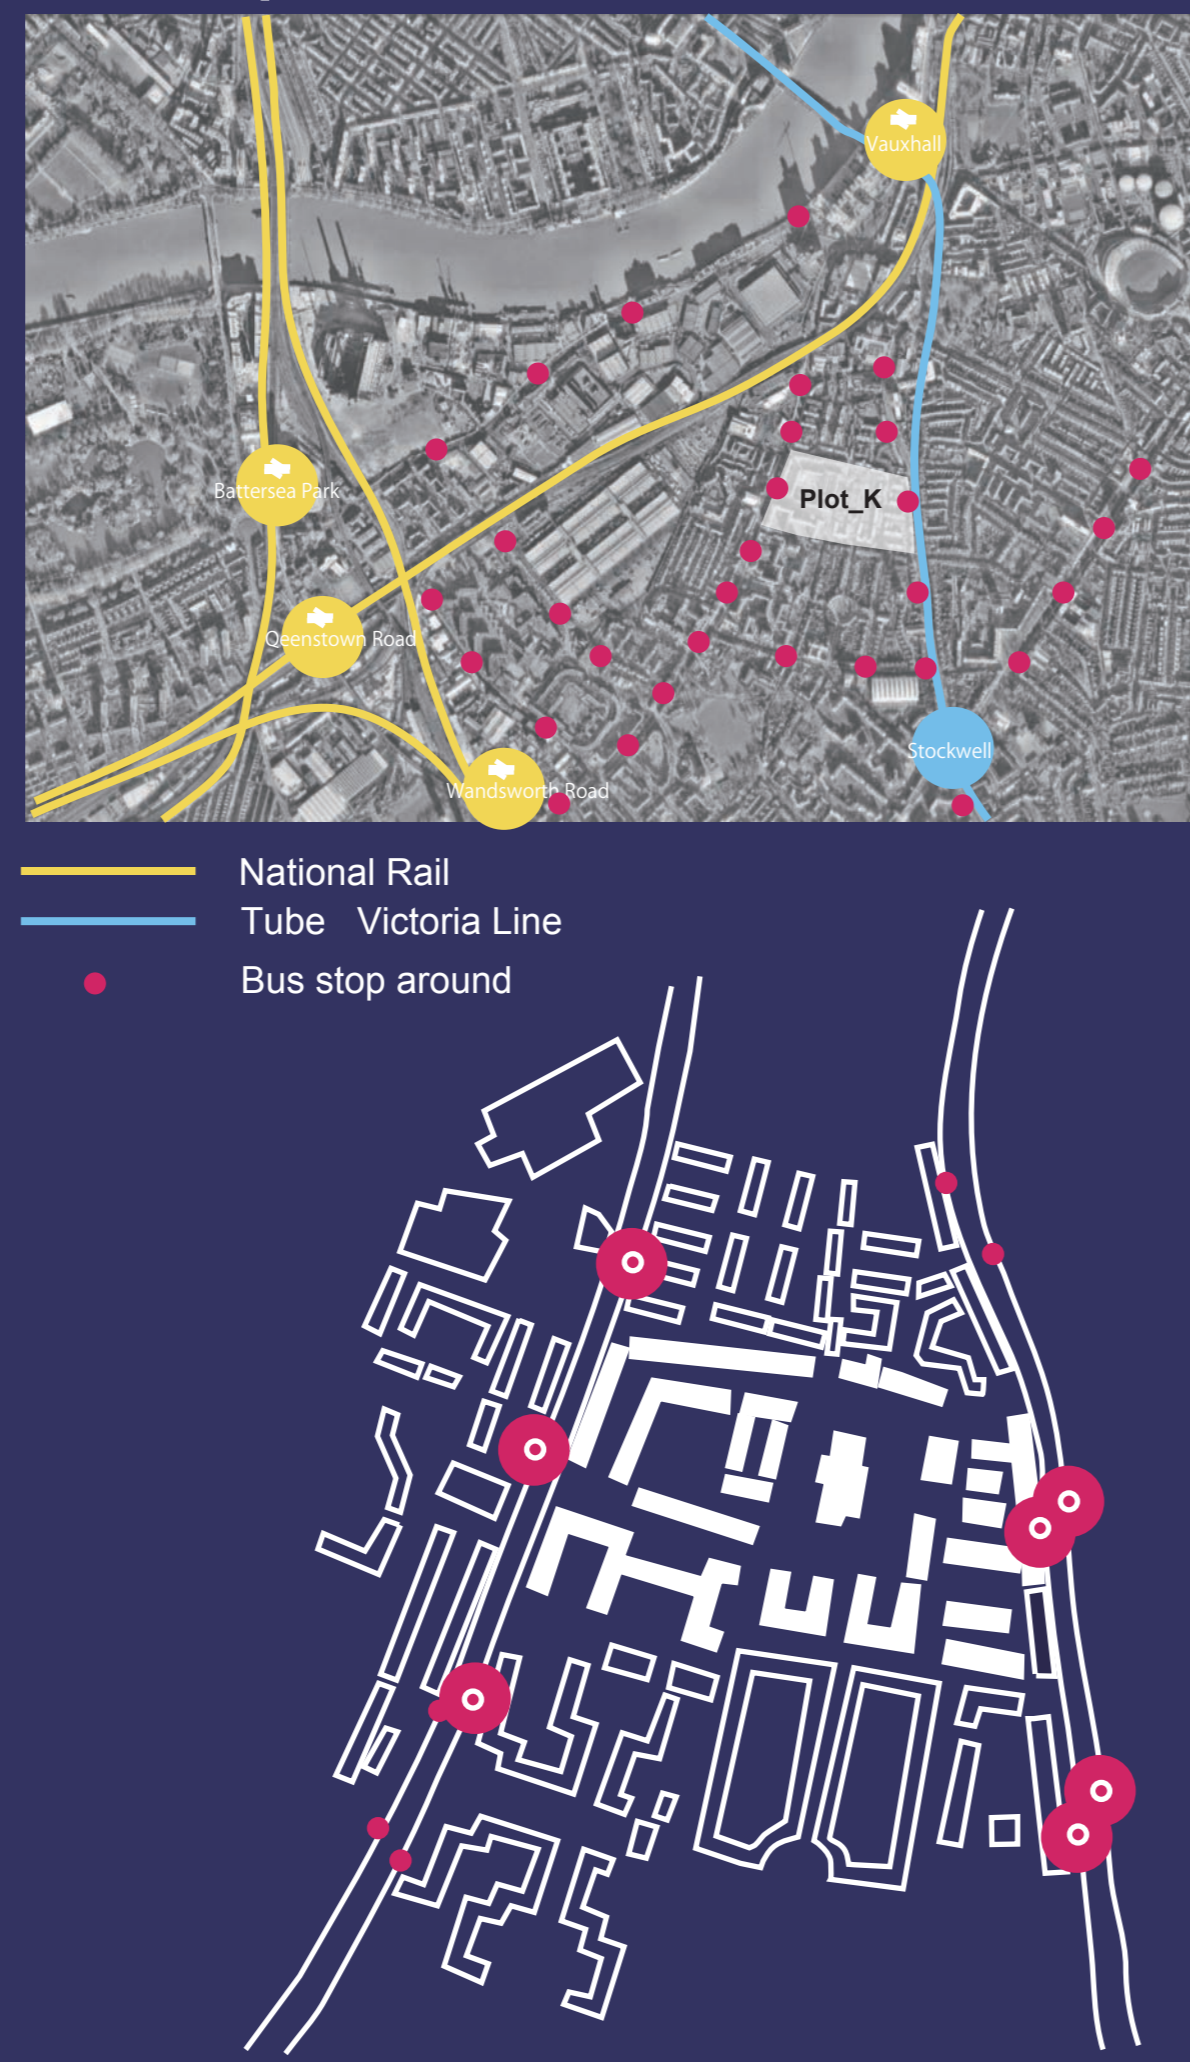 Vauxhall
Battersea Park
Plot_K
Qeenstown Road
Stockwell
Wandsworth Road
National Rail
Tube Victoria Line
Bus stop around